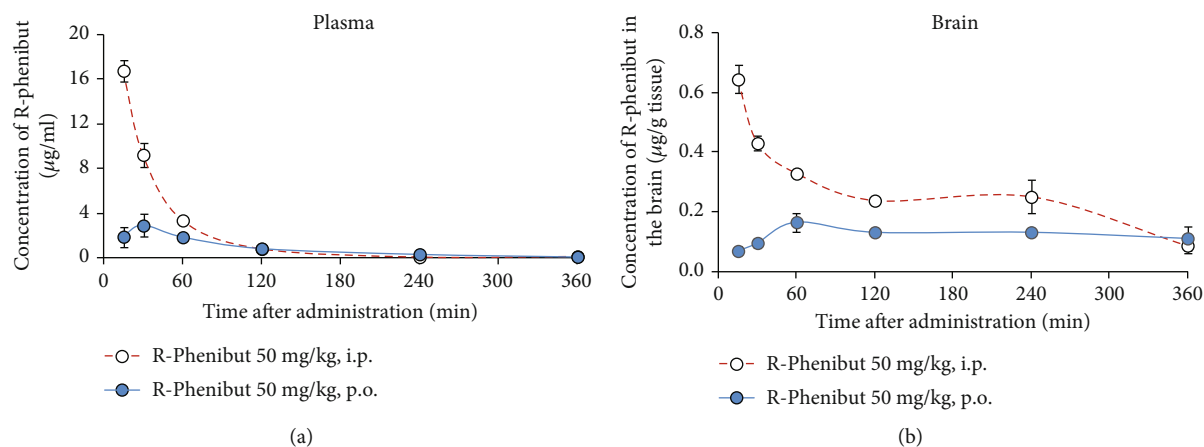 Plasma
Concentration of R-phenibut
(µg/ml)
20
16
12
8
4
0
0
60
120
180
240
300
360
Time after administration (min)
R-Phenibut 50 mg/kg, i.p.
R-Phenibut 50 mg/kg, p.o.
(a)
Brain
Concentration of R-phenibut in
the brain (µg/g tissue)
0.8
0.6
0.4
0.2
0.0
0
60
120
180
240
300
360
Time after administration (min)
R-Phenibut 50 mg/kg, i.p.
R-Phenibut 50 mg/kg, p.o.
(b)